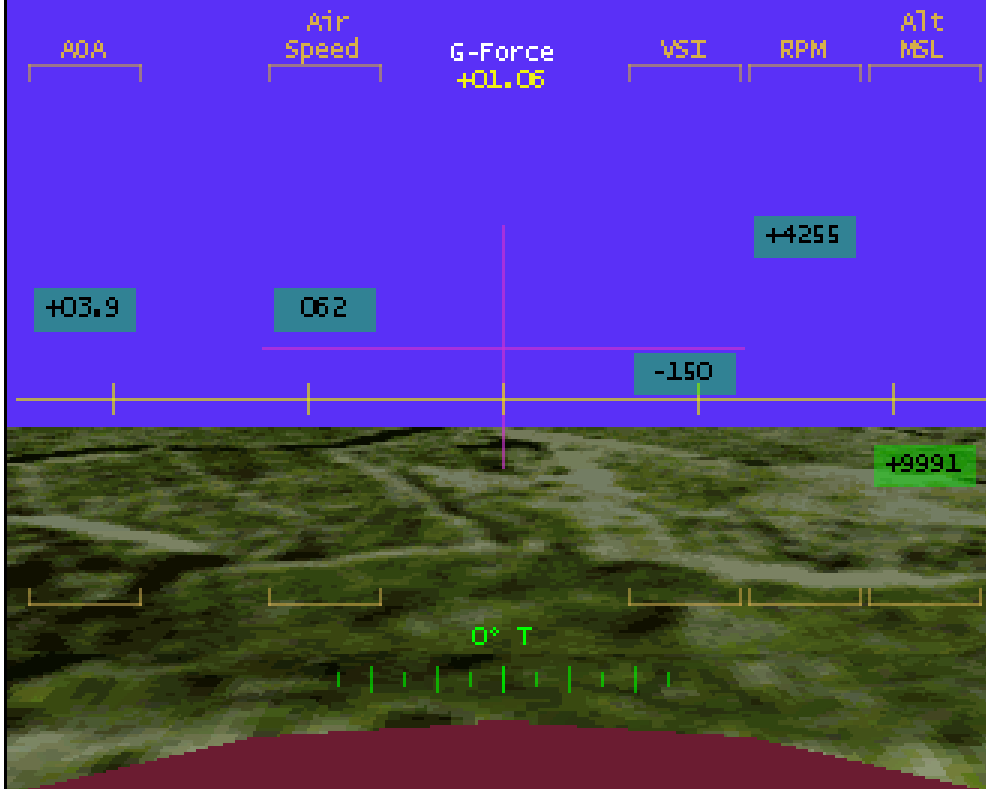 Air
Alt
AOA
Speed
G-Force
VSI
RPM
MSL
+01.06
+4255
+03.9
062
-150
+9991
0° T